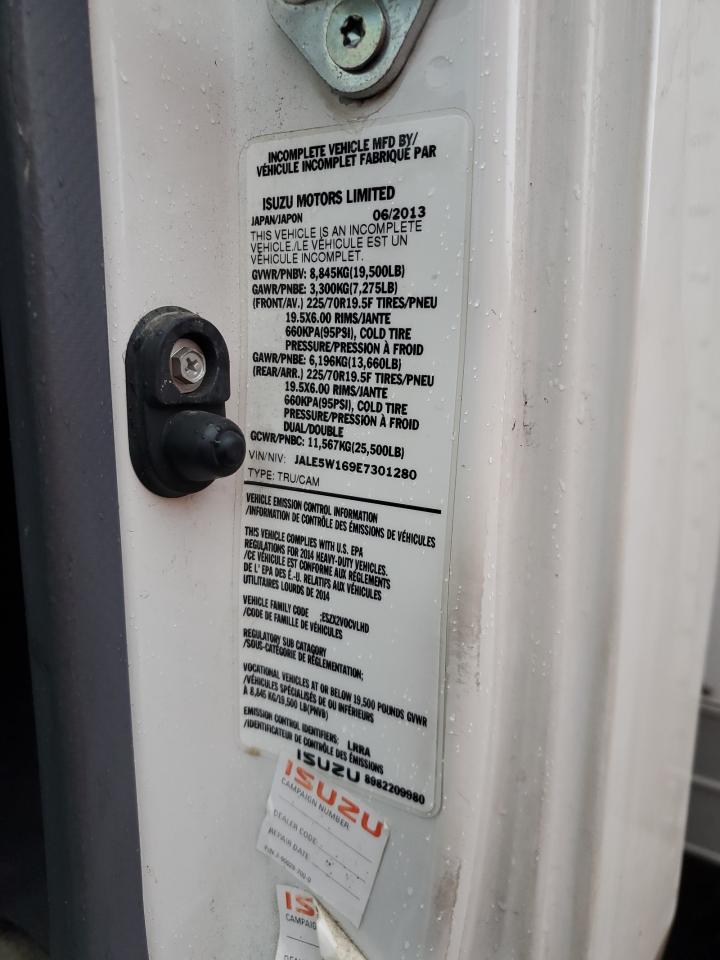 INCOMPLETE VEHICLE MFD BY/
VÉHICULE INCOMPLET FABRIQUÉ PAR
ISUZU MOTORS LIMITED
JAPAN/JAPON 06/2013
THIS VEHICLE IS AN INCOMPLETE
VEHICLE./LE VÉHICULE EST UN
VÉHICULE INCOMPLET.
GVWR/PNBV: 8,845KG(19,500LB)
GAWR/PNBE: 3,300KG(7,275LB)
(FRONT/AV.) 225/70R19.5F TIRES/PNEU
19.5X6.00 RIMS/JANTE
660KPA(95PSI), COLD TIRE
PRESSURE/PRESSION À FROID
GAWR/PNBE: 6,196KG(13,660LB)
(REAR/ARR.) 225/70R19.5F TIRES/PNEU
19.5X6.00 RIMS/JANTE
660KPA(95PSI), COLD TIRE
PRESSURE/PRESSION À FROID
DUAL/DOUBLE
GCWR/PNBC: 11,567KG(25,500LB)
VIN/NIV: JALE5W169E7301280
TYPE: TRU/CAM
VEHICLE EMISSION CONTROL INFORMATION
/INFORMATION DE CONTRÔLE DES ÉMISSIONS DE VÉHICULES
THIS VEHICLE COMPLIES WITH U.S. EPA
REGULATIONS FOR 2014 HEAVY-DUTY VEHICLES.
/CE VÉHICULE EST CONFORME AUX RÈGLEMENTS
DE L' EPA DES É.-U. RELATIFS AUX VÉHICULES
UTILITAIRES LOURDS DE 2014
VEHICLE FAMILY CODE :ESZX2VOCVLHD
/CODE DE FAMILLE DE VÉHICULES
REGULATORY SUB CATAGORY
/SOUS-CATÉGORIE DE RÉGLEMENTATION:
VOCATIONAL VEHICLES AT OR BELOW 19,500 POUNDS GVWR
/VÉHICULES SPÉCIALISÉS DE OU INFÉRIEURS
À 8,845 KG/19,500 LB(PNVB)
EMISSION CONTROL IDENTIFIERS: LRRA
/IDENTIFICATEUR DE CONTRÔLE DES ÉMISSIONS
ISUZU 8982209980
ISUZU
CAMPAIGN NUMBER
DEALER CODE
REPAIR DATE
IS
CAMPAIG
DEAL